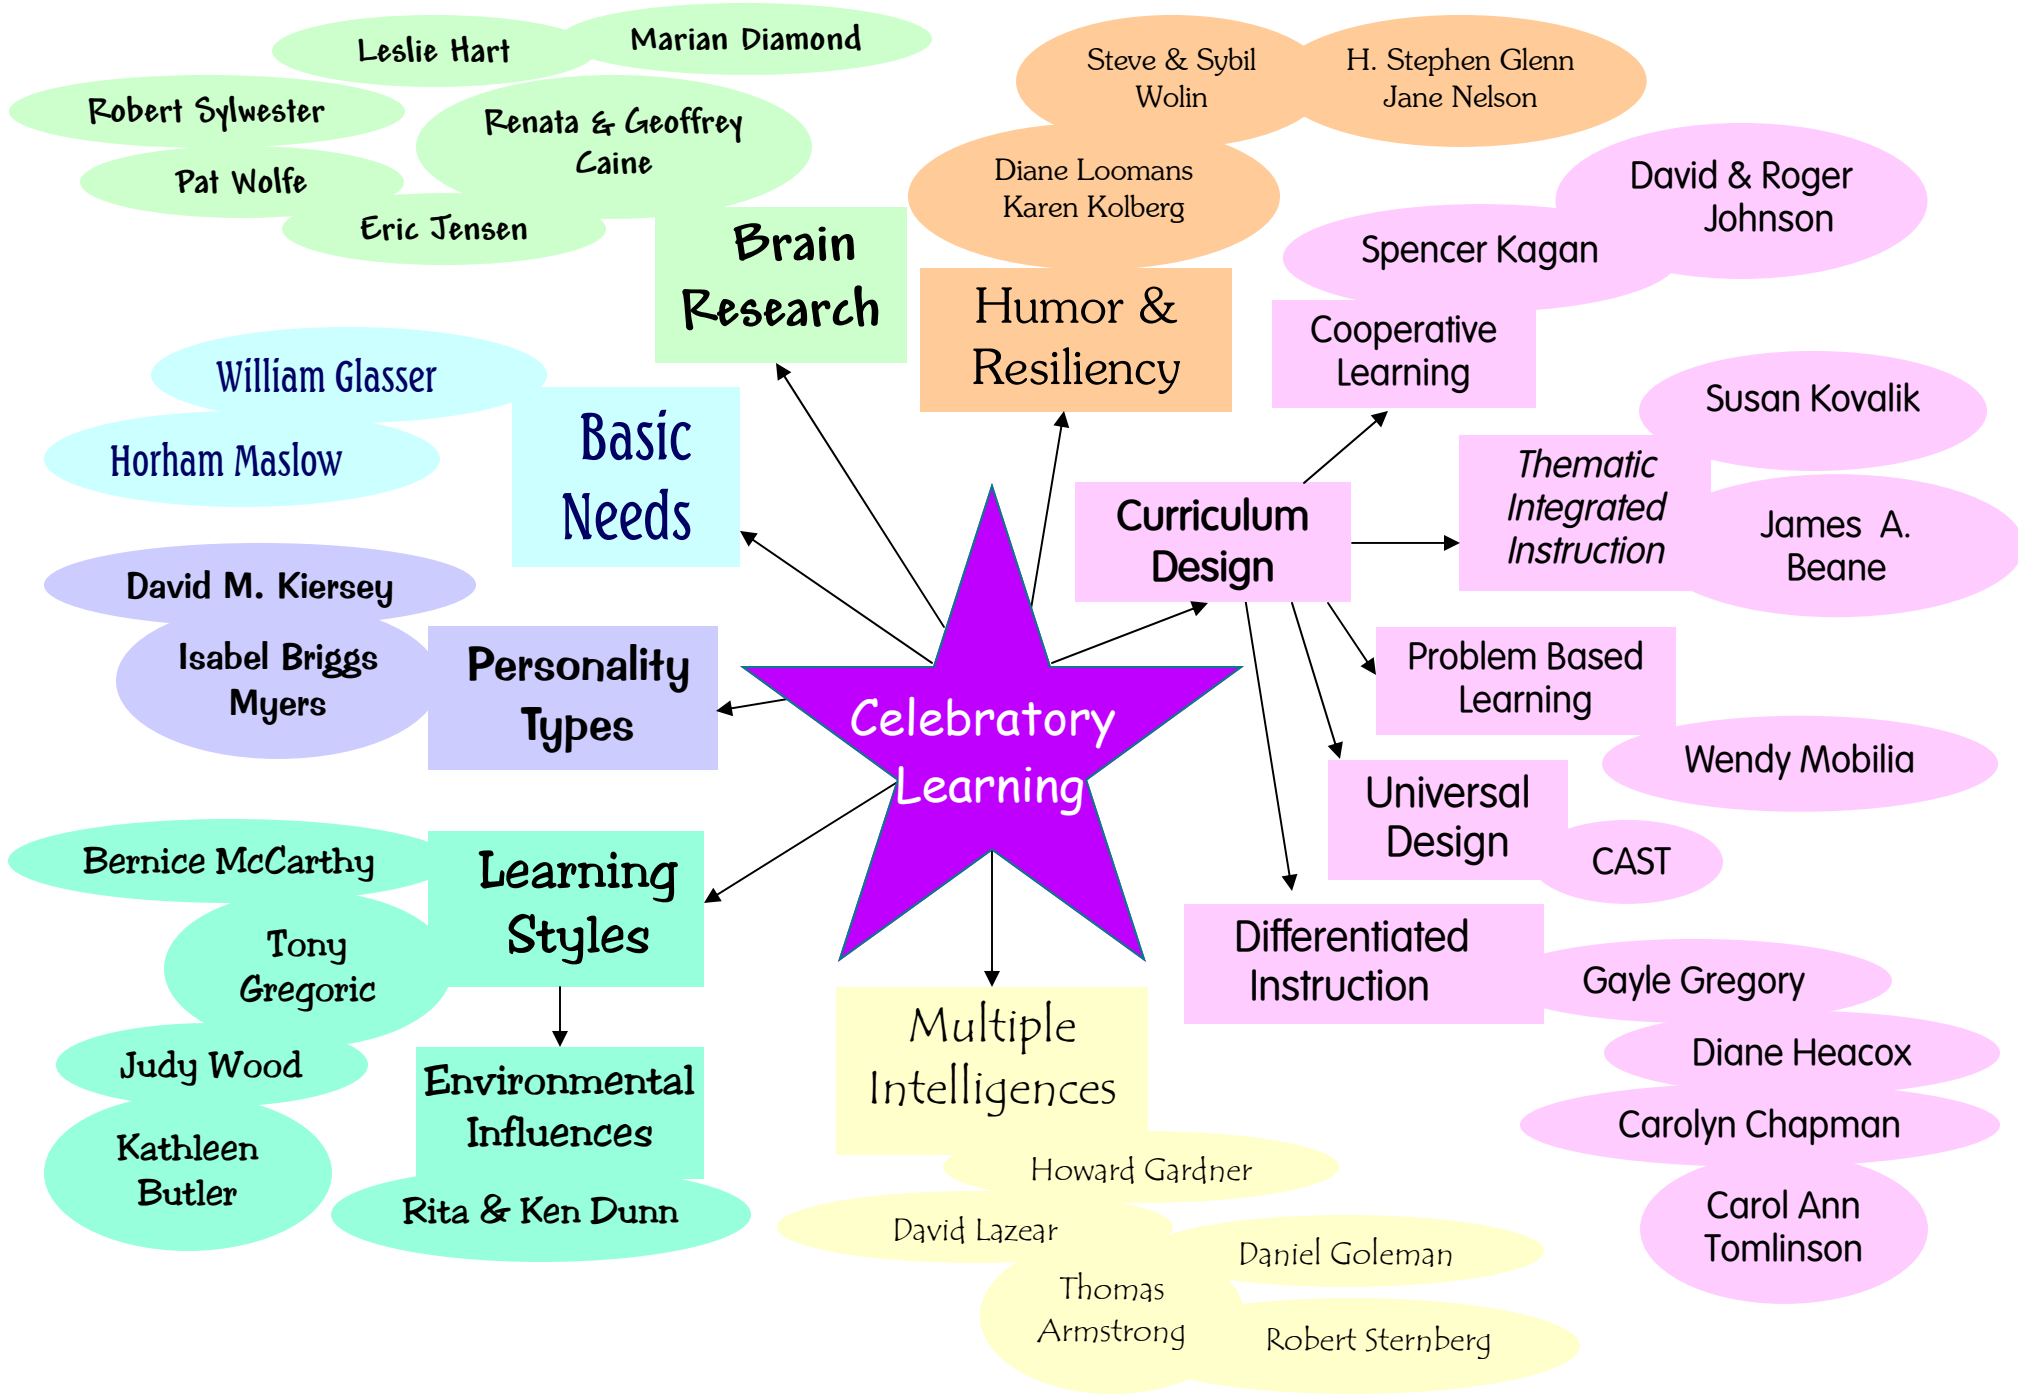 Leslie Hart
Marian Diamond
Robert Sylwester
Renata & Geoffrey
Caine
Pat Wolfe
Eric Jensen
Brain
Research
Steve & Sybil
Wolin
H. Stephen Glenn
Jane Nelson
Diane Loomans
Karen Kolberg
Humor &
Resiliency
David & Roger
Johnson
Spencer Kagan
Cooperative
Learning
William Glasser
Horham Maslow
Basic
Needs
Susan Kovalik
Thematic
Integrated
Instruction
James A.
Beane
Curriculum
Design
David M. Kiersey
Isabel Briggs
Myers
Personality
Types
Problem Based
Learning
Wendy Mobilia
Celebratory
Learning
Universal
Design
CAST
Bernice McCarthy
Learning
Styles
Tony
Gregoric
Judy Wood
Kathleen
Butler
Environmental
Influences
Rita & Ken Dunn
Differentiated
Instruction
Gayle Gregory
Diane Heacox
Carolyn Chapman
Carol Ann
Tomlinson
Multiple
Intelligences
Howard Gardner
David Lazear
Daniel Goleman
Thomas
Armstrong
Robert Sternberg